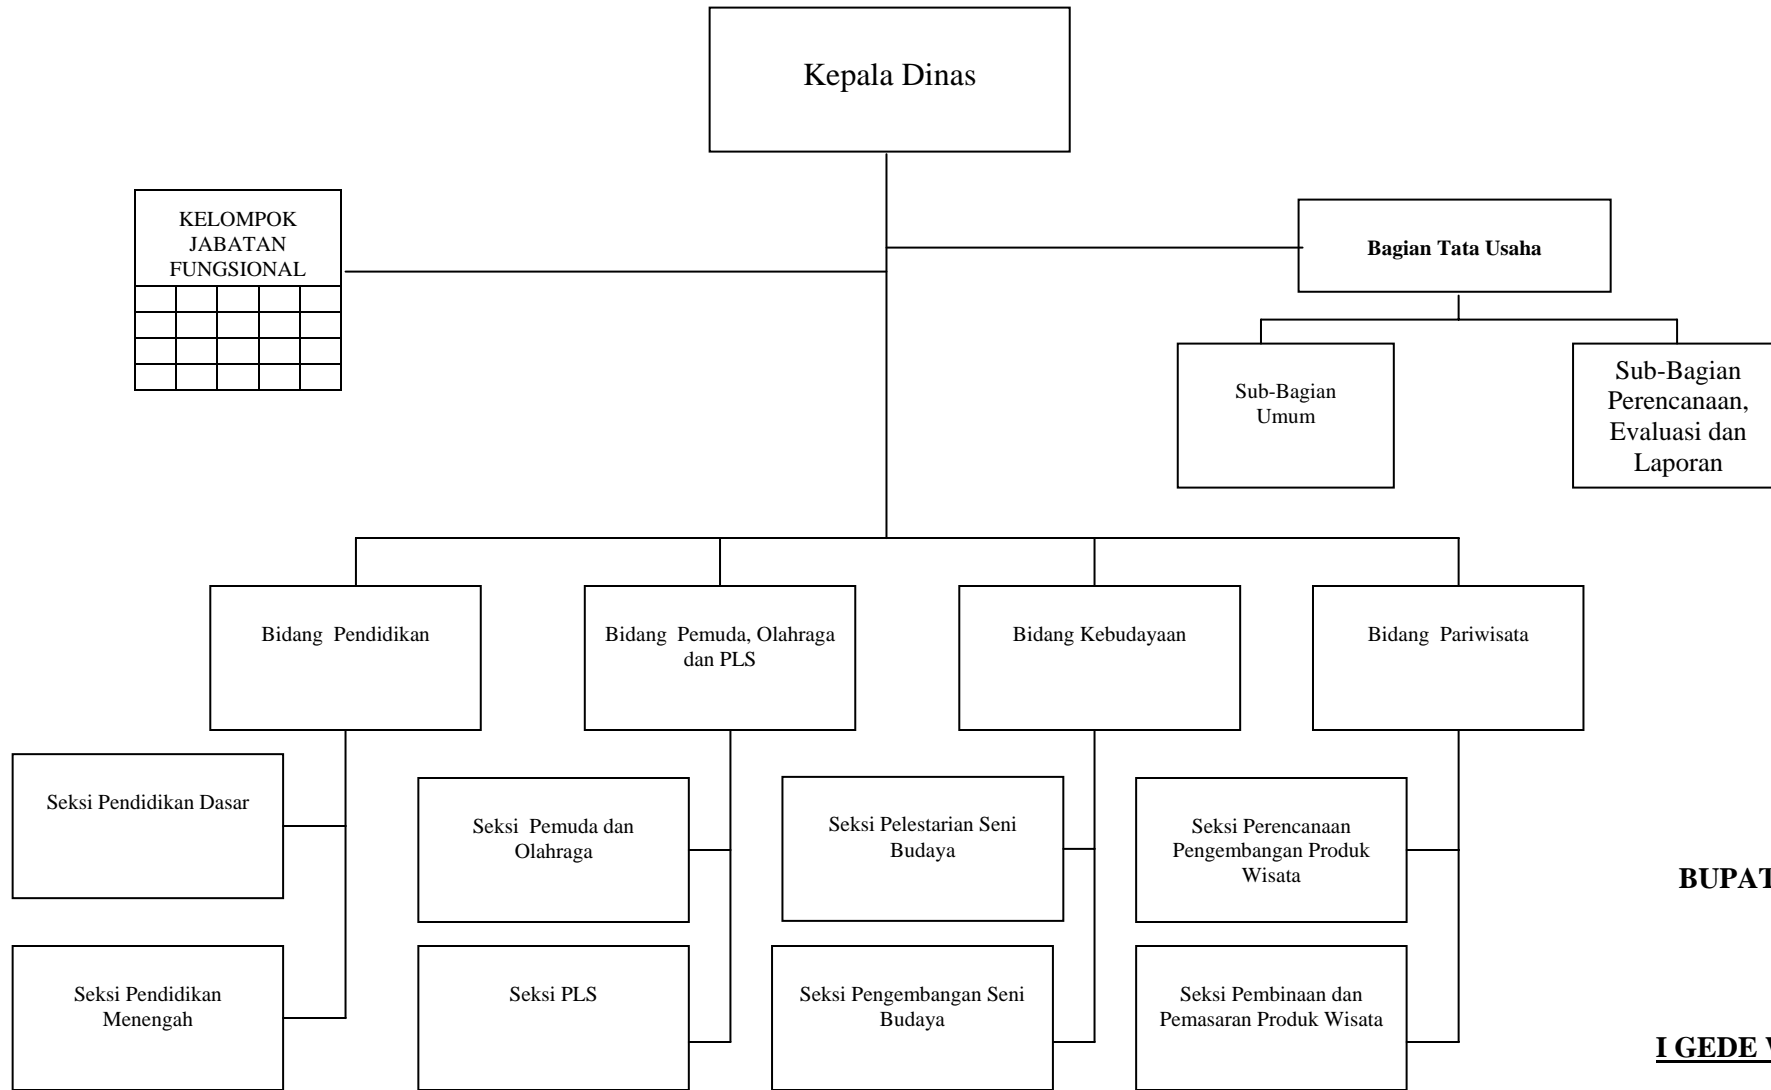 Kepala Dinas
KELOMPOK
JABATAN
FUNGSIONAL
Bagian Tata Usaha
Sub-Bagian
Umum
Sub-Bagian
Perencanaan,
Evaluasi dan
Laporan
Bidang Pendidikan
Bidang Pemuda, Olahraga
dan PLS
Bidang Kebudayaan
Bidang Pariwisata
Seksi Pendidikan Dasar
Seksi Pemuda dan
Olahraga
Seksi Pelestarian Seni
Budaya
Seksi Perencanaan
Pengembangan Produk
Wisata
BUPAT
Seksi Pendidikan
Menengah
Seksi PLS
Seksi Pengembangan Seni
Budaya
Seksi Pembinaan dan
Pemasaran Produk Wisata
I GEDE